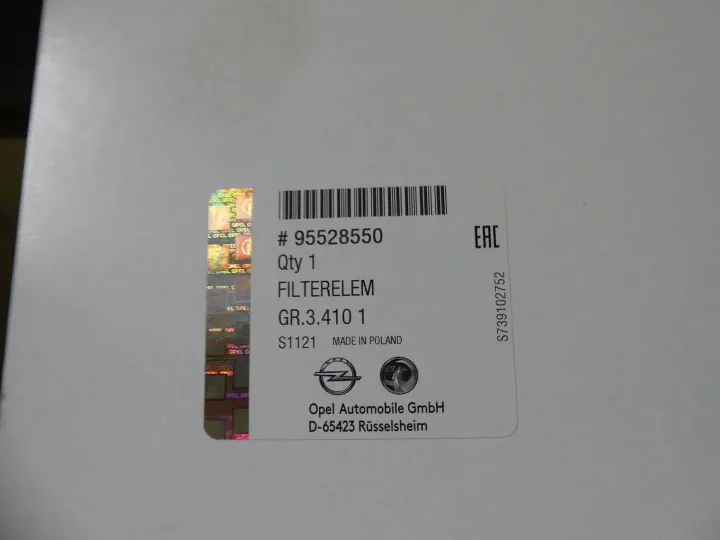 # 95528550
EAC
Qty 1
FILTERELEM
GR.3.410 1
S1121 MADE IN POLAND
S739102752
Opel Automobile GmbH
D-65423 Rüsselsheim